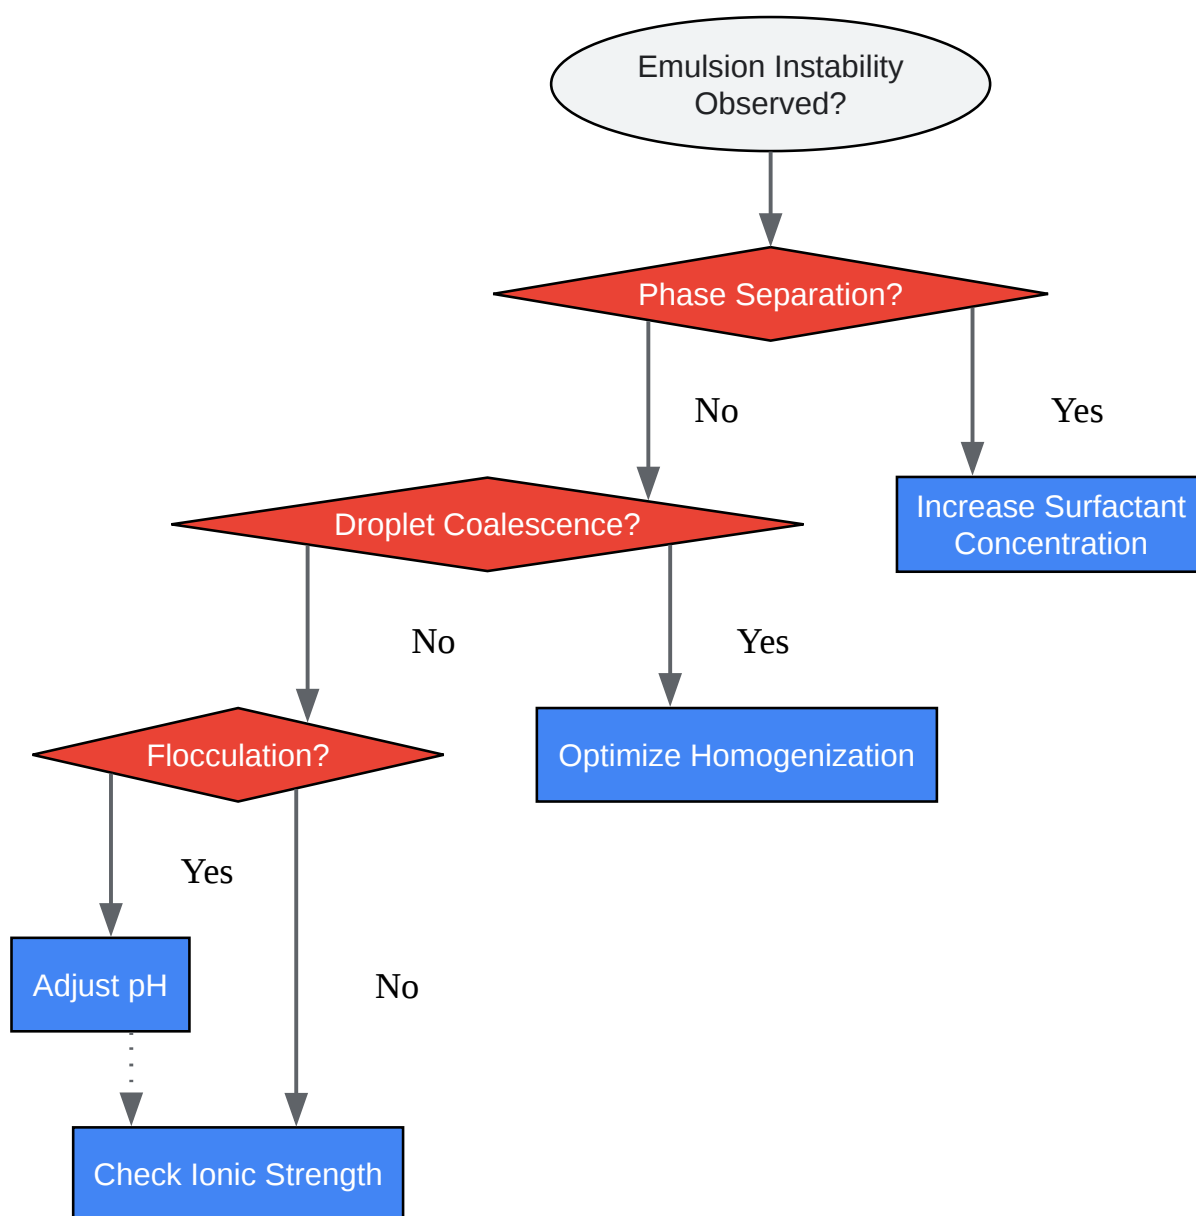 Emulsion Instability
Observed?
Phase Separation?
No
Yes
Increase Surfactant
Concentration
Droplet Coalescence?
No
Yes
Optimize Homogenization
Flocculation?
Yes
No
Adjust pH
Check Ionic Strength